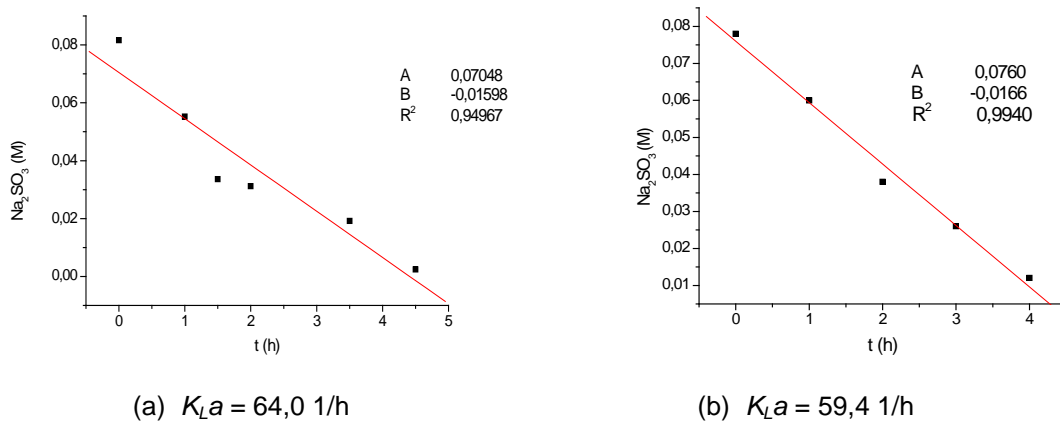 0,08
0,06
0,04
0,02
0,00
Na2SO3 (M)
A 0,07048
B -0,01598
R2 0,94967
0 1 2 3 4 5
t (h)
(a) KLa = 64,0 1/h
0,08
0,07
0,06
0,05
0,04
0,03
0,02
0,01
Na2SO3 (M)
A 0,0760
B -0,0166
R2 0,9940
0 1 2 3 4
t (h)
(b) KLa = 59,4 1/h